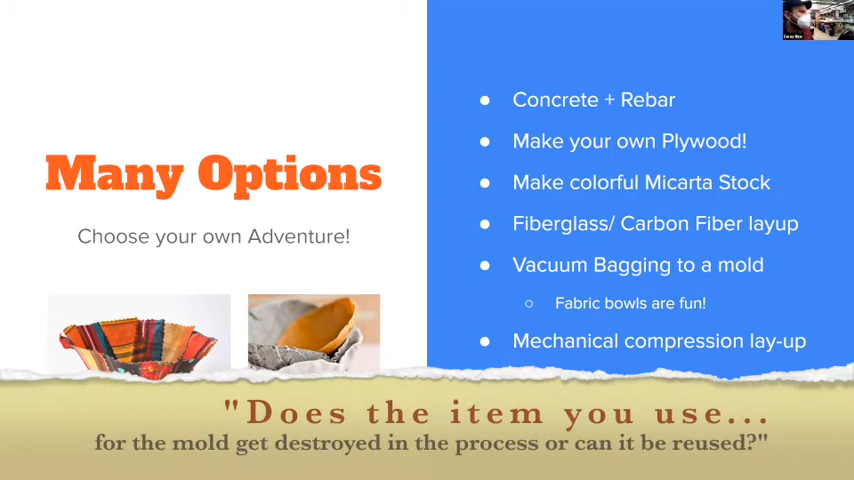 Many Options
Choose your own Adventure!
Concrete + Rebar
Make your own Plywood!
Make colorful Micarta Stock
Fiberglass/ Carbon Fiber layup
Vacuum Bagging to a mold
Fabric bowls are fun!
Mechanical compression lay-up
"Does the item you use...
for the mold get destroyed in the process or can it be reused?"